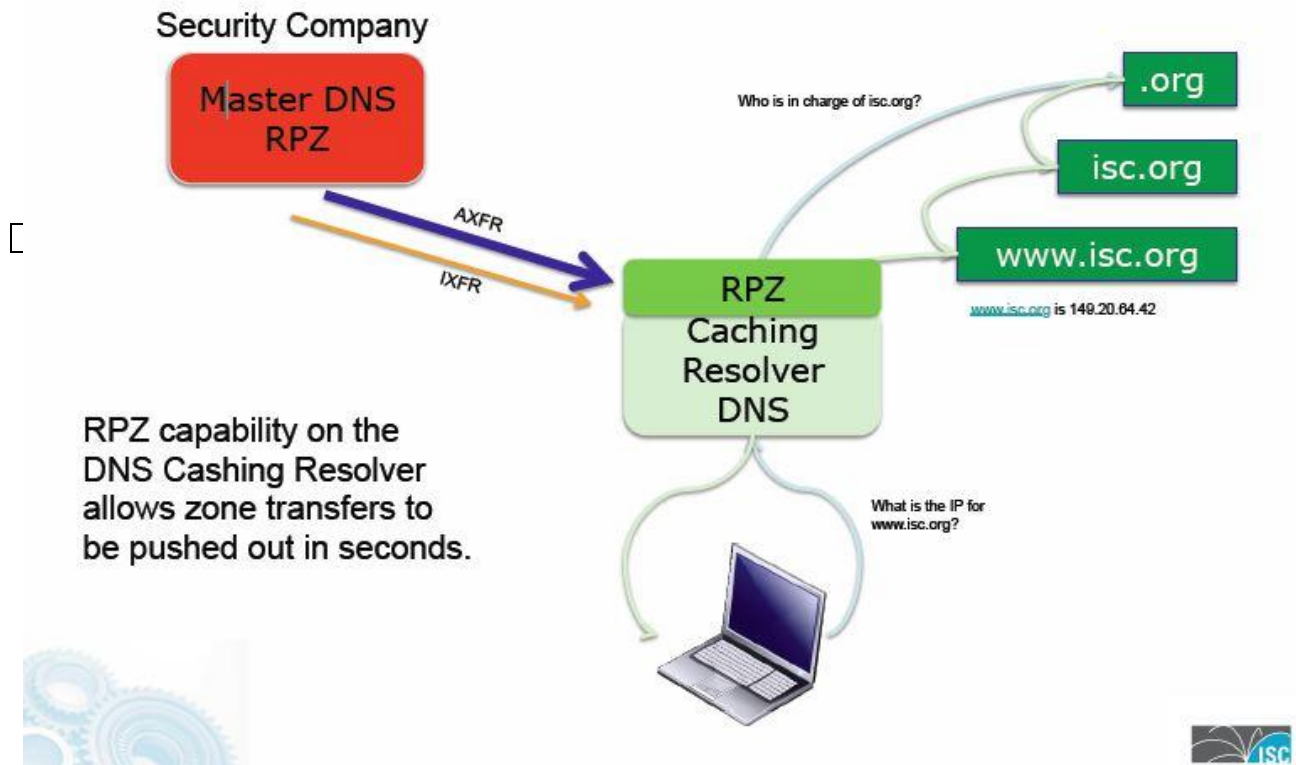 Security Company
Master DNS
RPZ
AXFR
IXFR
Who is in charge of isc.org?
.org
isc.org
www.isc.org
www.isc.org is 149.20.64.42
RPZ
Caching
Resolver
DNS
RPZ capability on the
DNS Cashing Resolver
allows zone transfers to
be pushed out in seconds.
What is the IP for
www.isc.org?
ISC